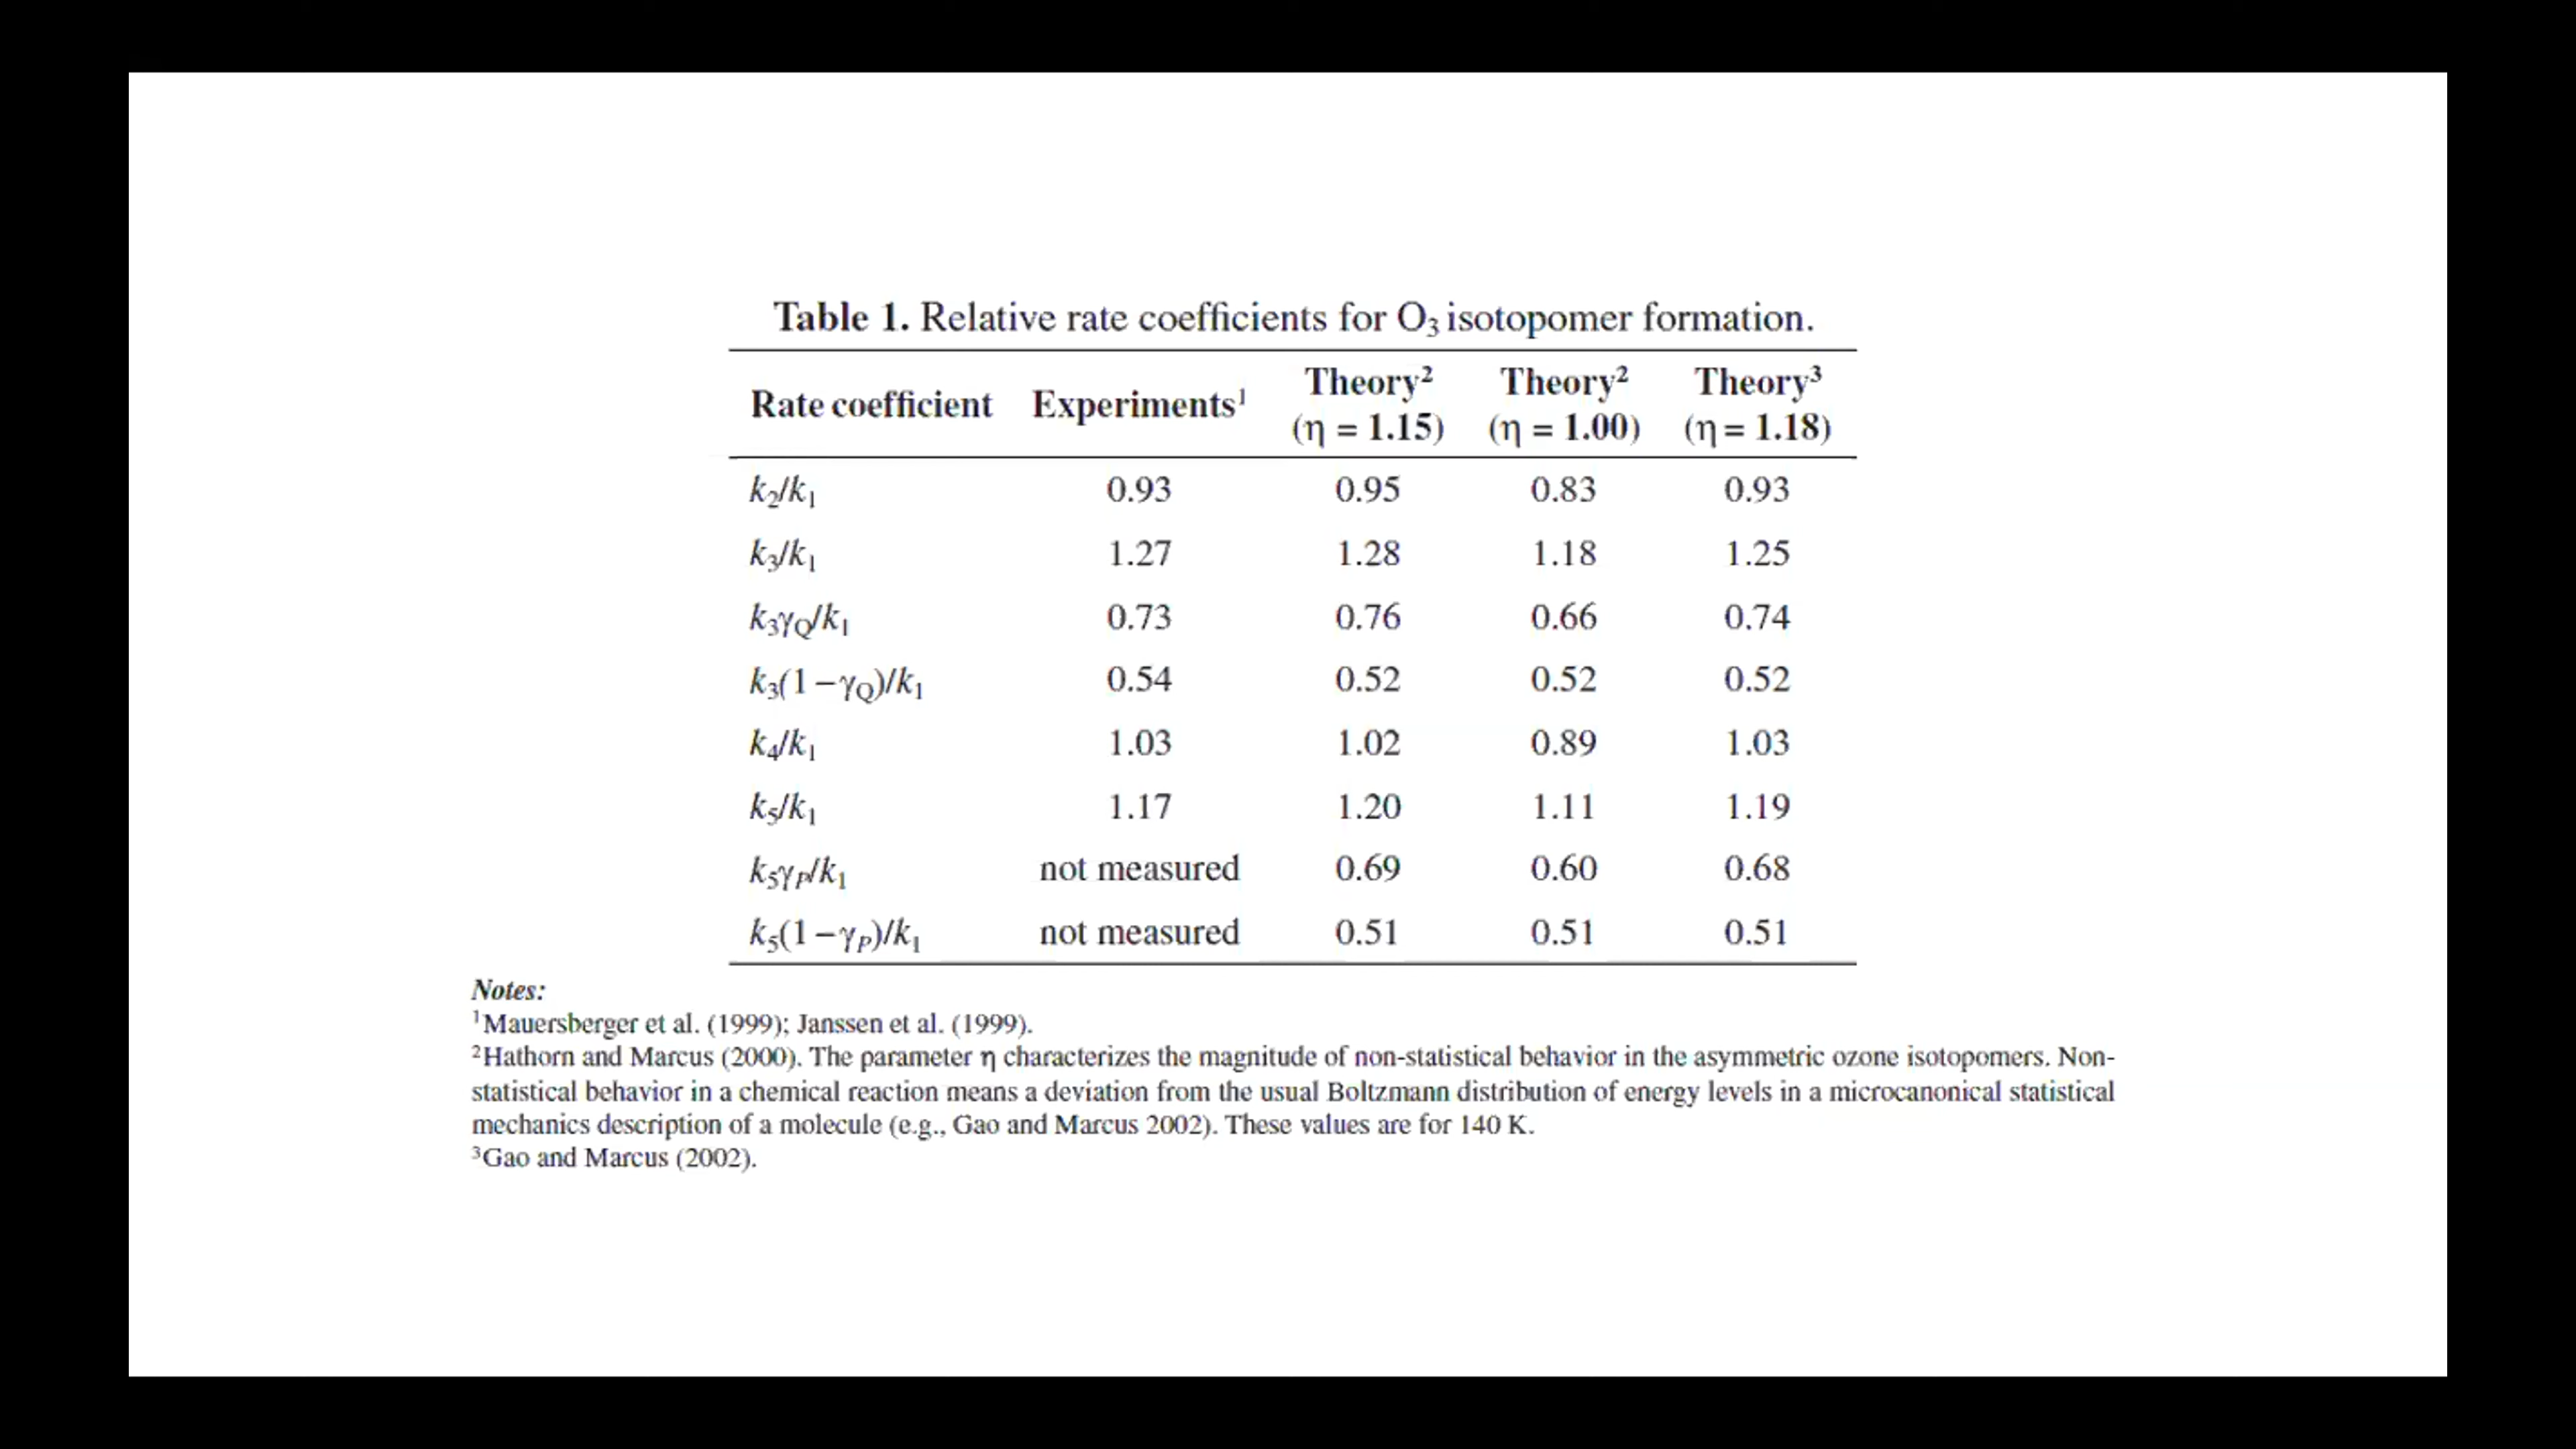 Table 1. Relative rate coefficients for O₃ isotopomer formation.
Rate coefficient Experiments¹ Theory² (η = 1.15) Theory² (η = 1.00) Theory³ (η = 1.18)
k₂/k₁ 0.93 0.95 0.83 0.93
k₃/k₁ 1.27 1.28 1.18 1.25
k₃γ_Q/k₁ 0.73 0.76 0.66 0.74
k₃(1−γ_Q)/k₁ 0.54 0.52 0.52 0.52
k₄/k₁ 1.03 1.02 0.89 1.03
k₅/k₁ 1.17 1.20 1.11 1.19
k₅γ_P/k₁ not measured 0.69 0.60 0.68
k₅(1−γ_P)/k₁ not measured 0.51 0.51 0.51
Notes:
¹Mauersberger et al. (1999); Janssen et al. (1999).
²Hathorn and Marcus (2000). The parameter η characterizes the magnitude of non-statistical behavior in the asymmetric ozone isotopomers. Non-
statistical behavior in a chemical reaction means a deviation from the usual Boltzmann distribution of energy levels in a microcanonical statistical
mechanics description of a molecule (e.g., Gao and Marcus 2002). These values are for 140 K.
³Gao and Marcus (2002).